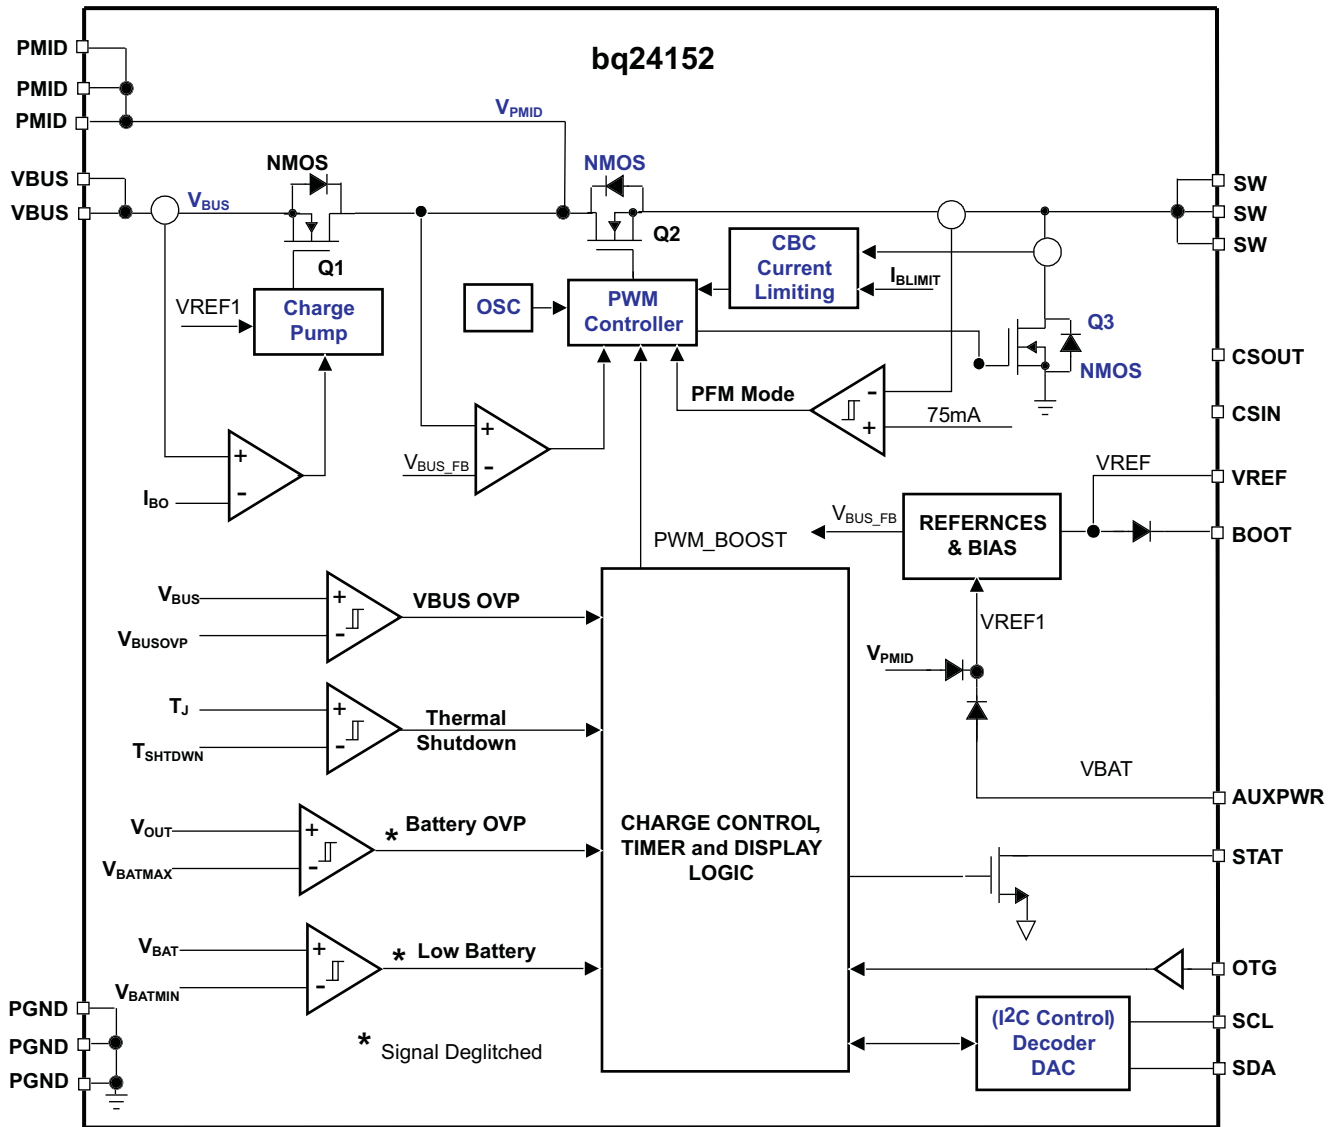 bq24152
PMID
PMID
PMID
VPMID
VBUS
VBUS
VBUS
NMOS
Q1
NMOS
Q2
SW
SW
SW
VREF1
Charge
Pump
OSC
PWM
Controller
CBC
Current
Limiting
IBLIMIT
Q3
NMOS
CSOUT
CSIN
PFM Mode
-
+
75mA
+
-
VBUS_FB
+
-
IBO
VREF
VREF
BOOT
VBUS_FB
REFERNCES
& BIAS
PWM_BOOST
VREF1
VPMID
VBAT
AUXPWR
VBUS
VBUSOVP
+
-
VBUS OVP
TJ
TSHTDWN
+
-
Thermal
Shutdown
VOUT
VBATMAX
+
-
* Battery OVP
VBAT
VBATMIN
+
-
* Low Battery
CHARGE CONTROL,
TIMER and DISPLAY
LOGIC
STAT
OTG
(I2C Control)
Decoder
DAC
SCL
SDA
PGND
PGND
PGND
* Signal Deglitched